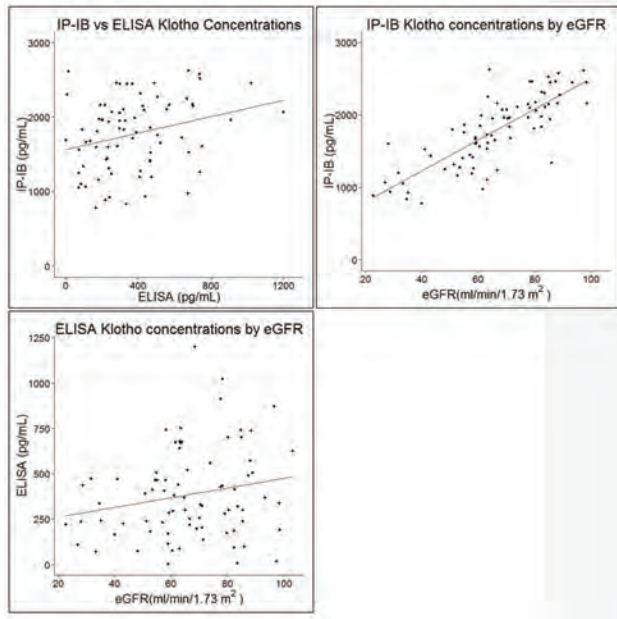 IP-IB vs ELISA Klotho Concentrations
3000
2000
1000
0
IP-IB (pg/mL)
0 400 800 1200
ELISA (pg/mL)
IP-IB Klotho concentrations by eGFR
3000
2000
1000
0
IP-IB (pg/mL)
20 40 60 80 100
eGFR(ml/min/1.73 m²)
ELISA Klotho concentrations by eGFR
1250
1000
750
500
250
0
ELISA (pg/mL)
20 40 60 80 100
eGFR(ml/min/1.73 m²)